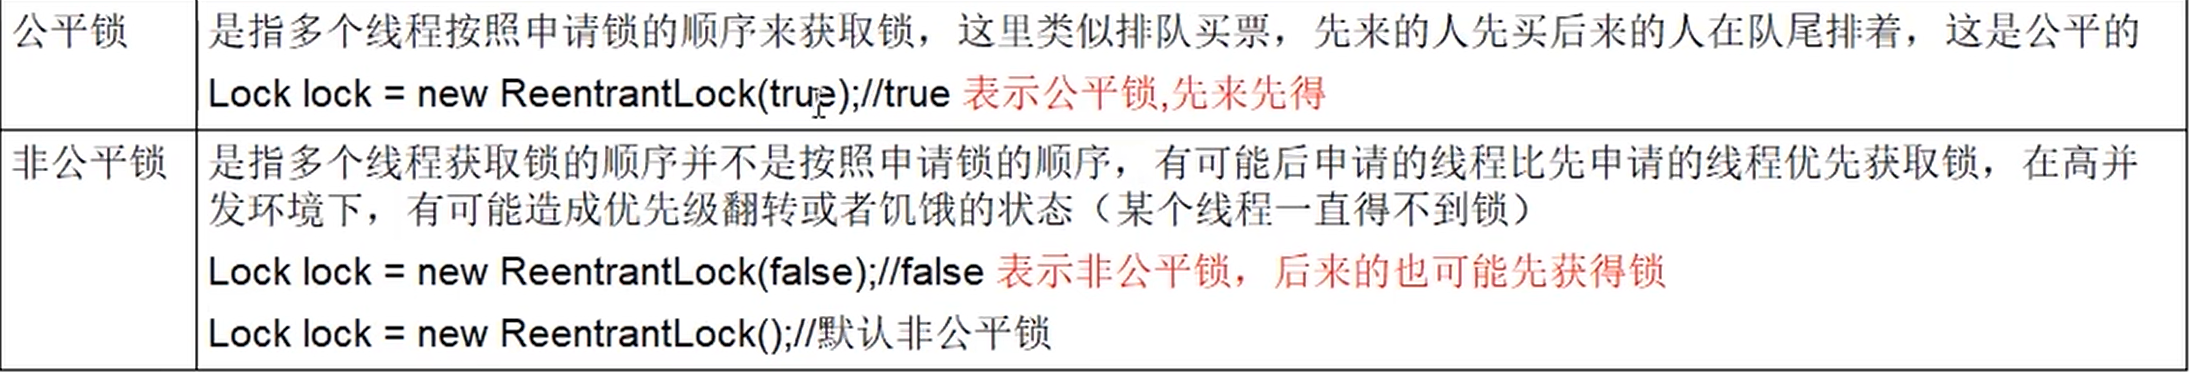 公平锁
是指多个线程按照申请锁的顺序来获取锁，这里类似排队买票，先来的人先买后来的人在队尾排着，这是公平的
Lock lock = new ReentrantLock(true);//true 表示公平锁,先来先得
非公平锁
是指多个线程获取锁的顺序并不是按照申请锁的顺序，有可能后申请的线程比先申请的线程优先获取锁，在高并
发环境下，有可能造成优先级翻转或者饥饿的状态（某个线程一直得不到锁）
Lock lock = new ReentrantLock(false);//false 表示非公平锁，后来的也可能先获得锁
Lock lock = new ReentrantLock();//默认非公平锁